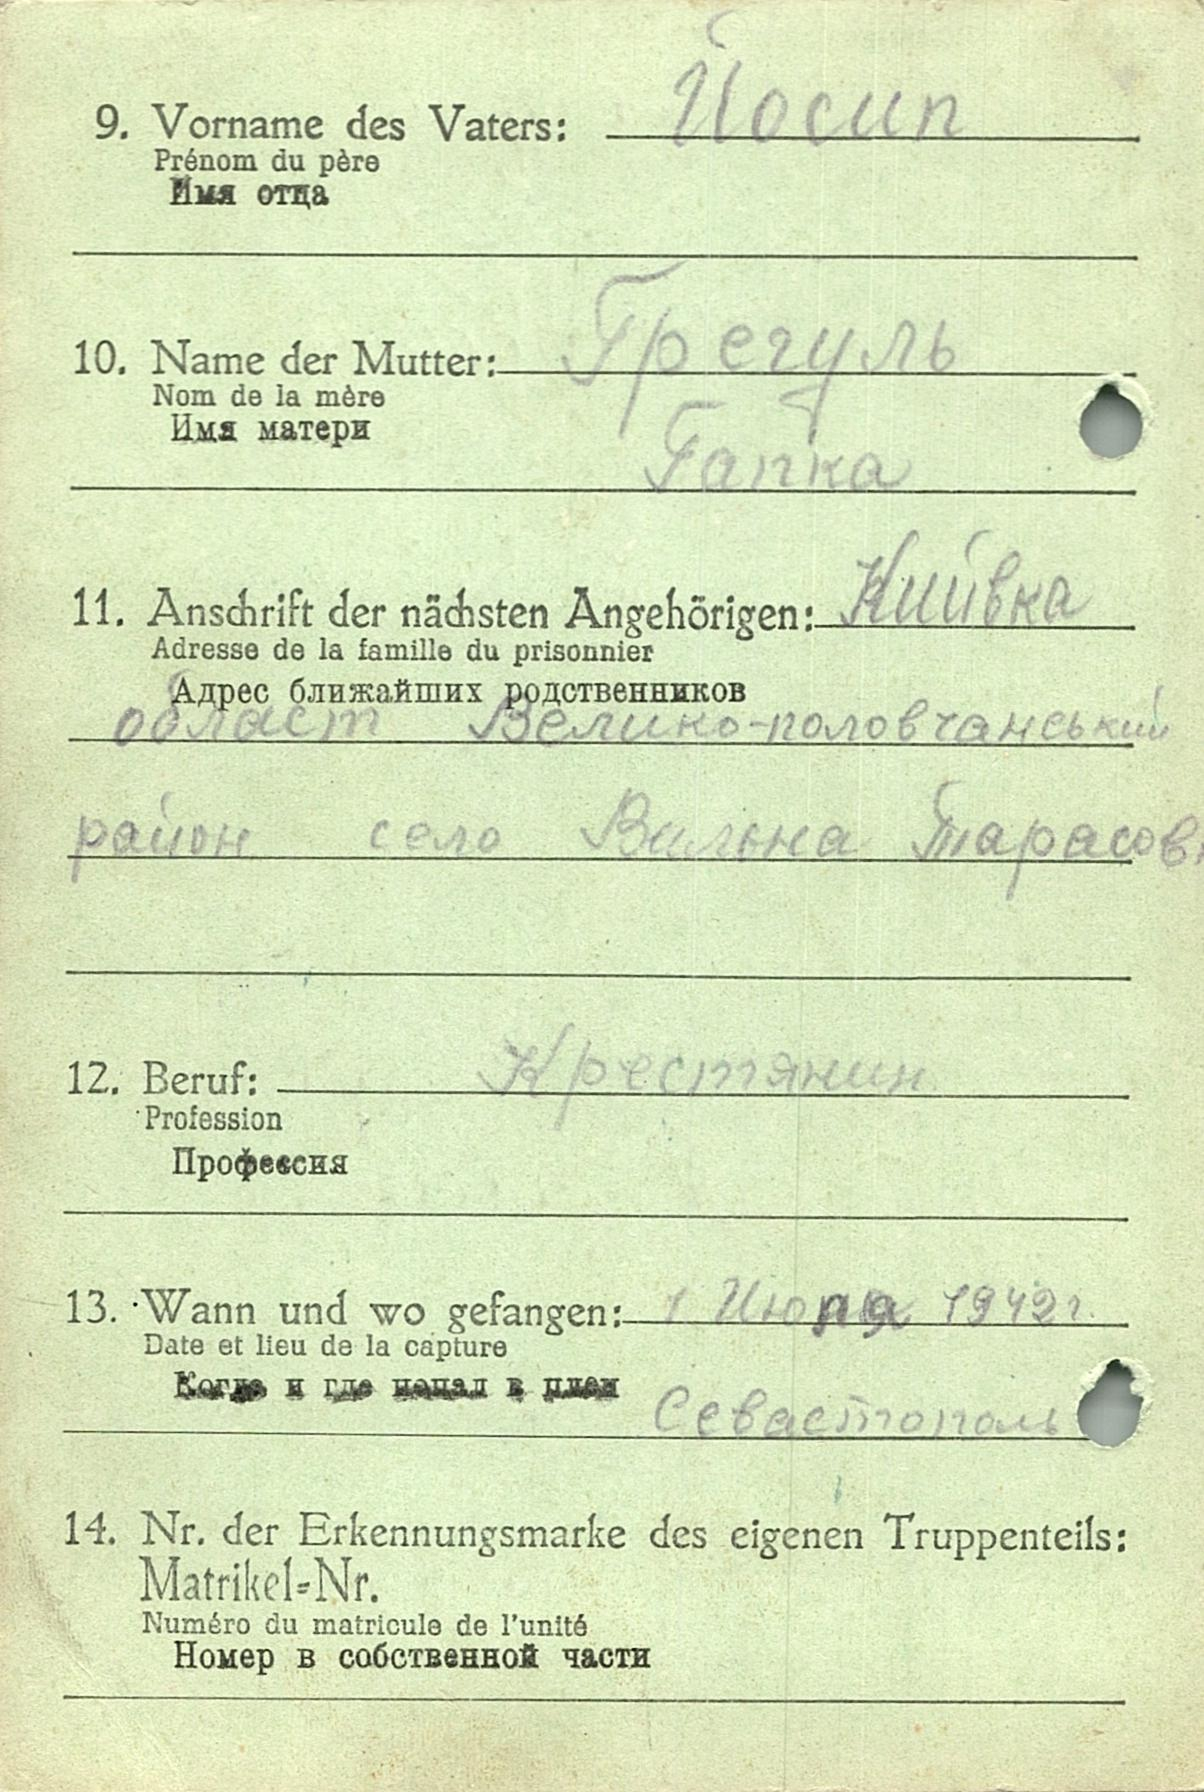 9. Vorname des Vaters: Йосип
Prénom du père
Имя отца
10. Name der Mutter: Грегуль
Nom de la mère
Имя матери
Гапка
11. Anschrift der nächsten Angehörigen: Киівка
Adresse de la famille du prisonnier
Адрес ближайших родственников
област Велико-половчанський
район село Вильна Тарасовк
12. Beruf: Крестянин
Profession
Профессия
13. Wann und wo gefangen: 1 Июля 1942 г.
Date et lieu de la capture
Когда и где попал в плен
Севастополь
14. Nr. der Erkennungsmarke des eigenen Truppenteils:
Matrikel-Nr.
Numéro du matricule de l'unité
Номер в собственной части